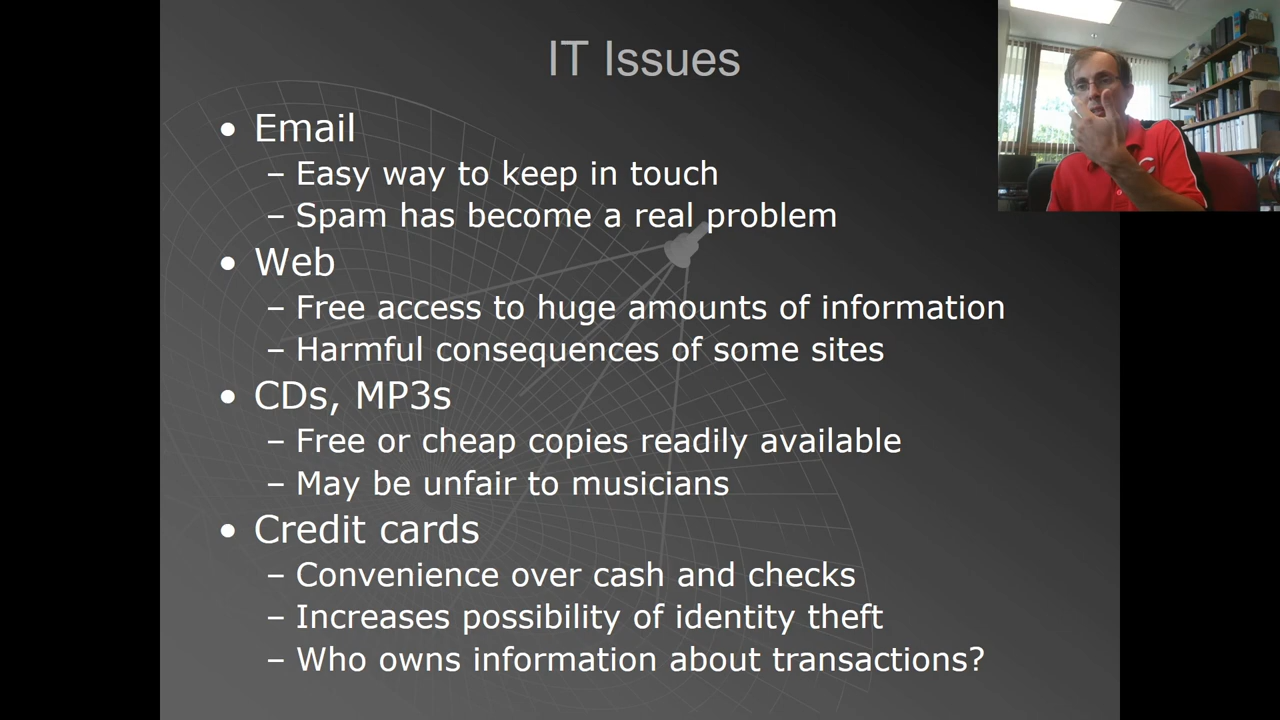 IT Issues
• Email
– Easy way to keep in touch
– Spam has become a real problem
• Web
– Free access to huge amounts of information
– Harmful consequences of some sites
• CDs, MP3s
– Free or cheap copies readily available
– May be unfair to musicians
• Credit cards
– Convenience over cash and checks
– Increases possibility of identity theft
– Who owns information about transactions?